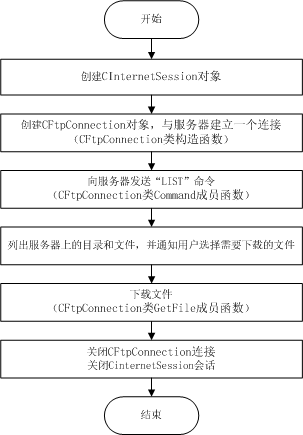 开始
创建CInternetSession对象
创建CFtpConnection对象，与服务器建立一个连接
（CFtpConnection类构造函数）
向服务器发送“LIST”命令
（CFtpConnection类Command成员函数）
列出服务器上的目录和文件，并通知用户选择需要下载的文件
下载文件
（CFtpConnection类GetFile成员函数）
关闭CFtpConnection连接
关闭CinternetSession会话
结束